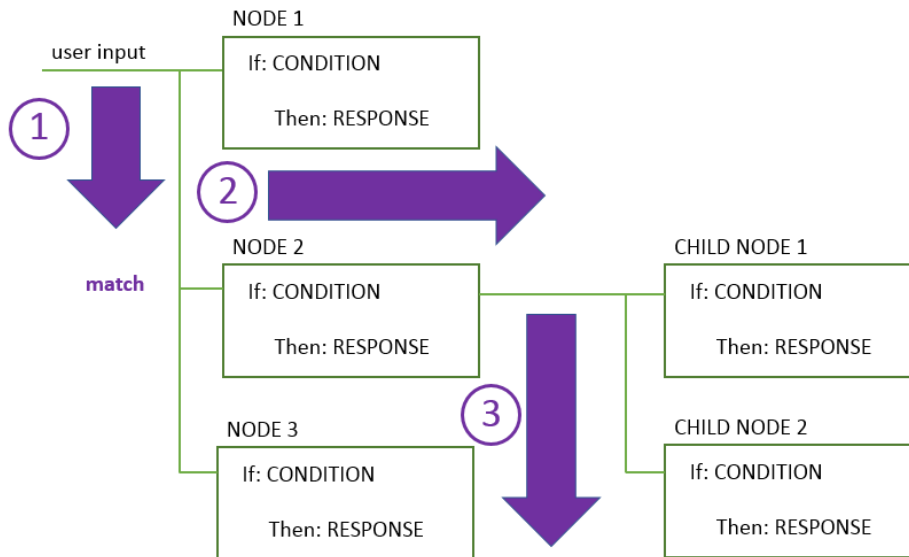 NODE 1
user input
If: CONDITION
Then: RESPONSE
1
2
NODE 2
CHILD NODE 1
match
If: CONDITION
If: CONDITION
Then: RESPONSE
Then: RESPONSE
3
NODE 3
CHILD NODE 2
If: CONDITION
If: CONDITION
Then: RESPONSE
Then: RESPONSE